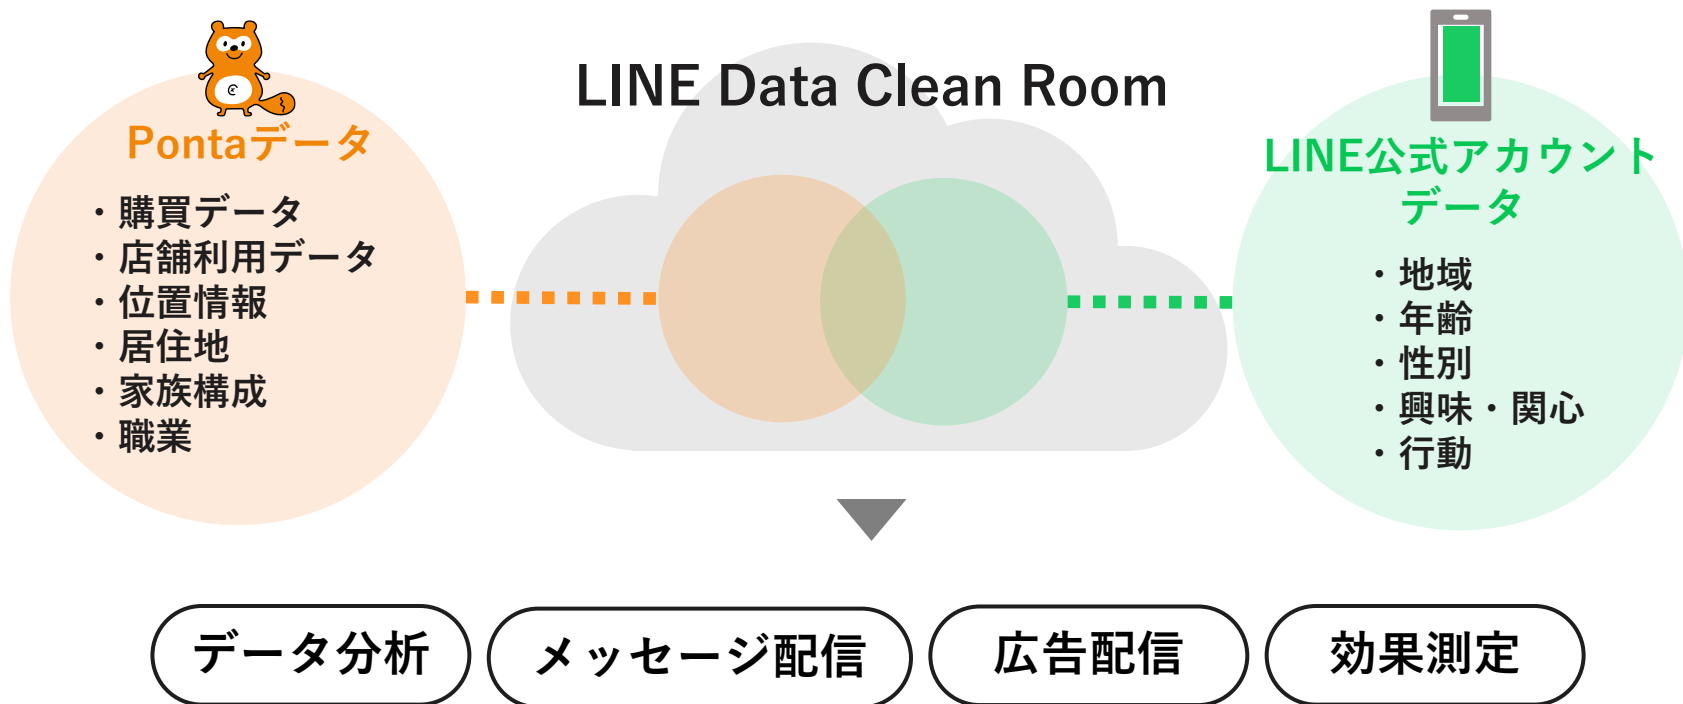 LINE Data Clean Room
Pontaデータ
・購買データ
・店舗利用データ
・位置情報
・居住地
・家族構成
・職業
LINE公式アカウント
データ
・地域
・年齢
・性別
・興味・関心
・行動
データ分析
メッセージ配信
広告配信
効果測定